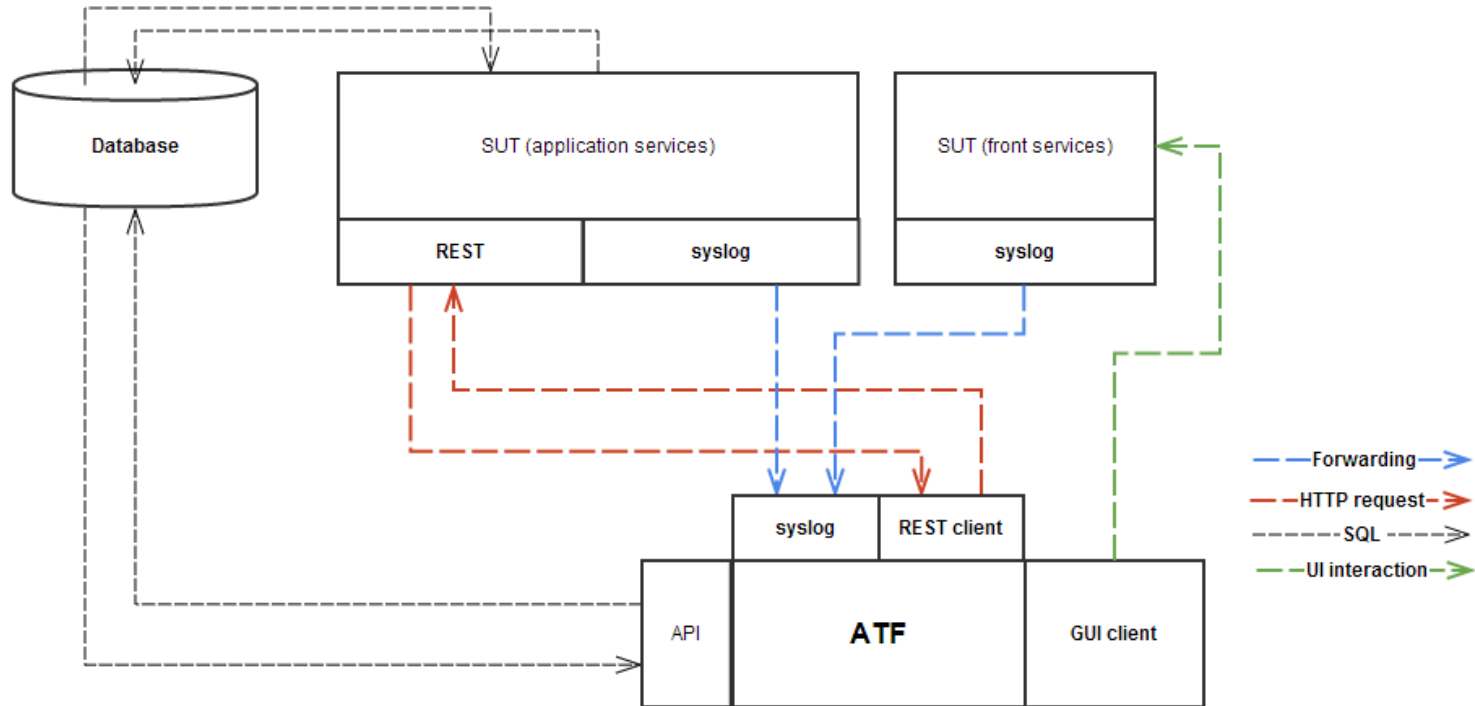 Database
SUT (application services)
SUT (front services)
REST
syslog
syslog
Forwarding
HTTP request
SQL
UI interaction
syslog
REST client
API
ATF
GUI client